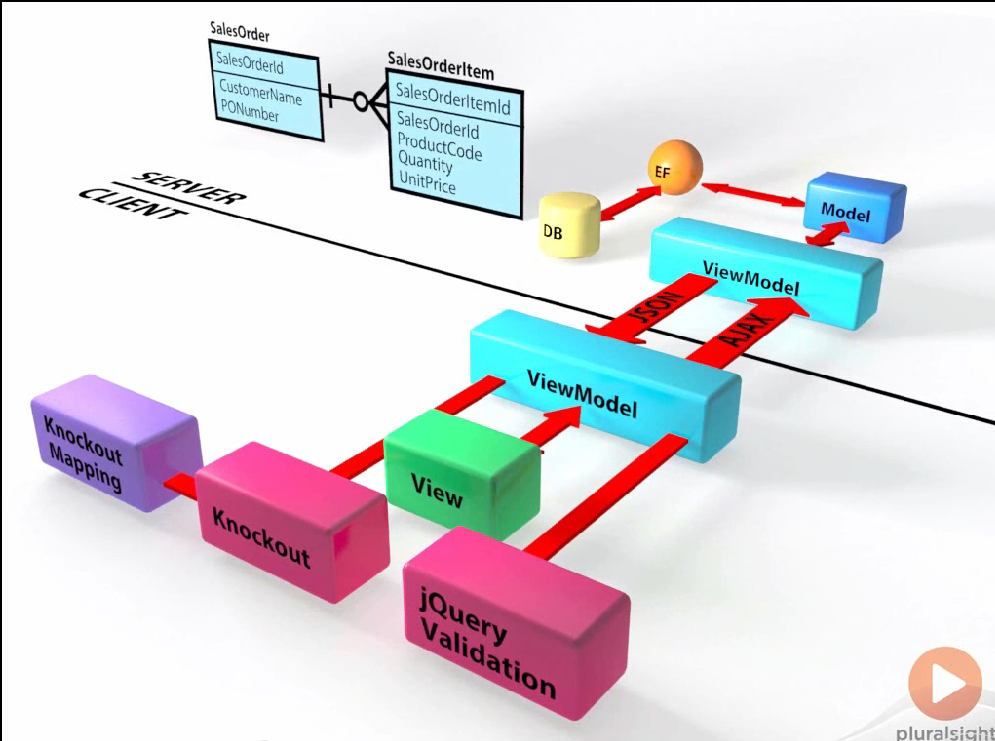 SalesOrder
SalesOrderId
CustomerName
PONumber
SalesOrderItem
SalesOrderItemId
SalesOrderId
ProductCode
Quantity
UnitPrice
SERVER
CLIENT
DB
EF
Model
ViewModel
JSON
AJAX
ViewModel
Knockout
Mapping
Knockout
View
jQuery
Validation
pluralsight